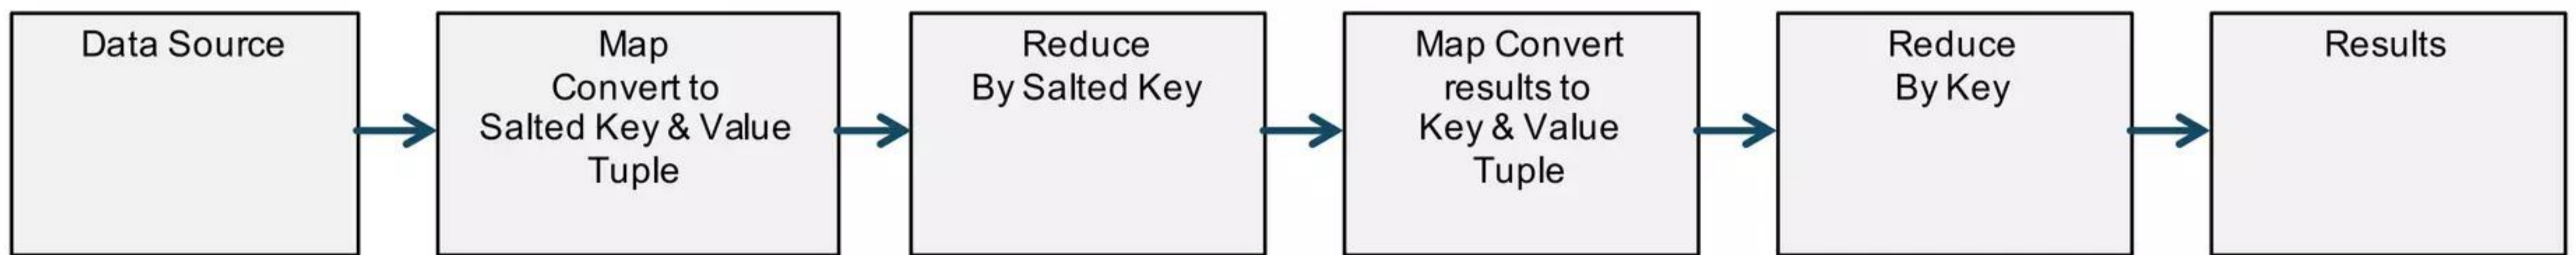 Data Source
Map
Convert to
Salted Key & Value
Tuple
Reduce
By Salted Key
Map Convert
results to
Key & Value
Tuple
Reduce
By Key
Results